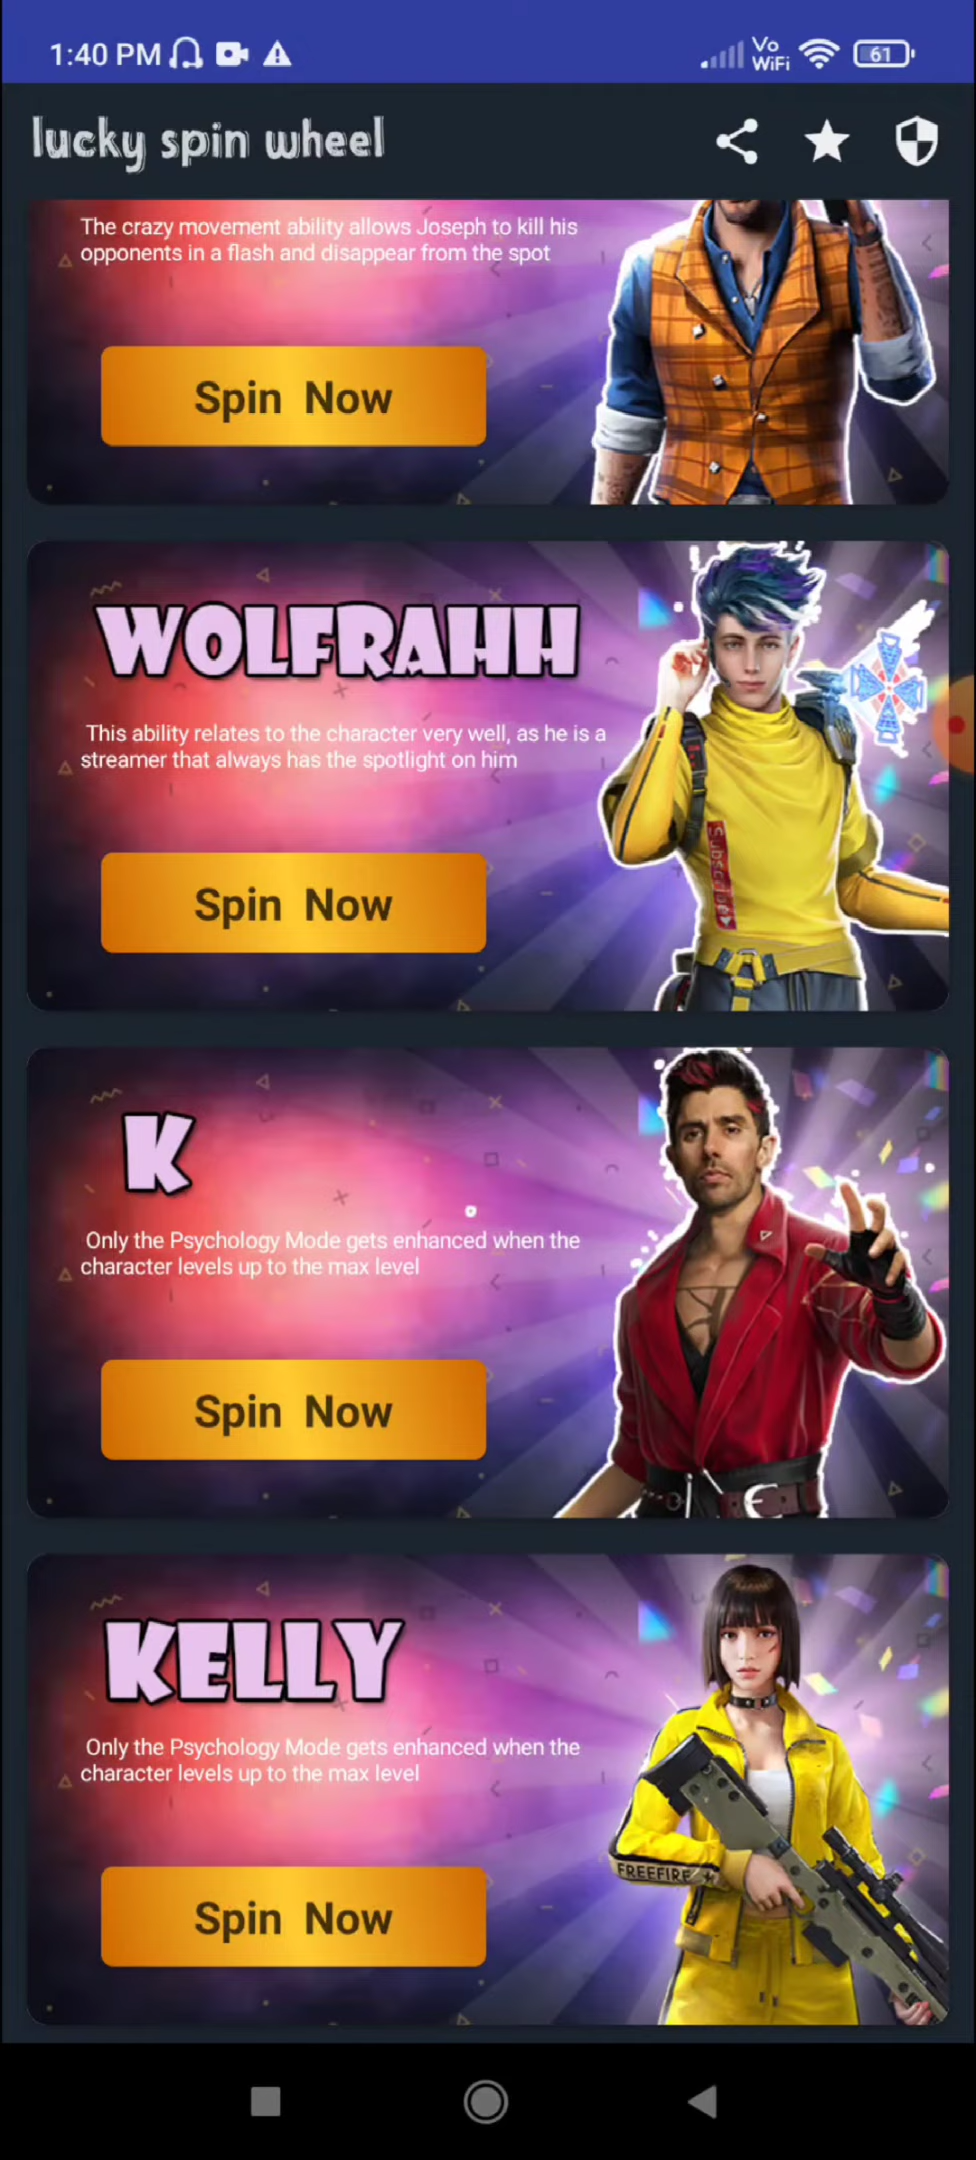 1:40 PM
Vo
WiFi
61
lucky spin wheel
The crazy movement ability allows Joseph to kill his
opponents in a flash and disappear from the spot
Spin Now
WOLFRAHH
This ability relates to the character very well, as he is a
streamer that always has the spotlight on him
Spin Now
K
Only the Psychology Mode gets enhanced when the
character levels up to the max level
Spin Now
KELLY
Only the Psychology Mode gets enhanced when the
character levels up to the max level
FREEFIRE
Spin Now